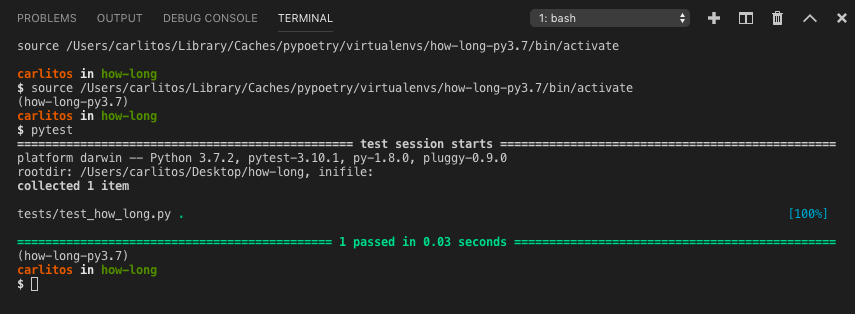 PROBLEMS OUTPUT DEBUG CONSOLE TERMINAL 1: bash
source /Users/carlitos/Library/Caches/pypoetry/virtualenvs/how-long-py3.7/bin/activate
carlitos in how-long
$ source /Users/carlitos/Library/Caches/pypoetry/virtualenvs/how-long-py3.7/bin/activate
(how-long-py3.7)
carlitos in how-long
$ pytest
================================================ test session starts ================================================
platform darwin -- Python 3.7.2, pytest-3.10.1, py-1.8.0, pluggy-0.9.0
rootdir: /Users/carlitos/Desktop/how-long, inifile:
collected 1 item
tests/test_how_long.py . [100%]
============================================= 1 passed in 0.03 seconds ==============================================
(how-long-py3.7)
carlitos in how-long
$